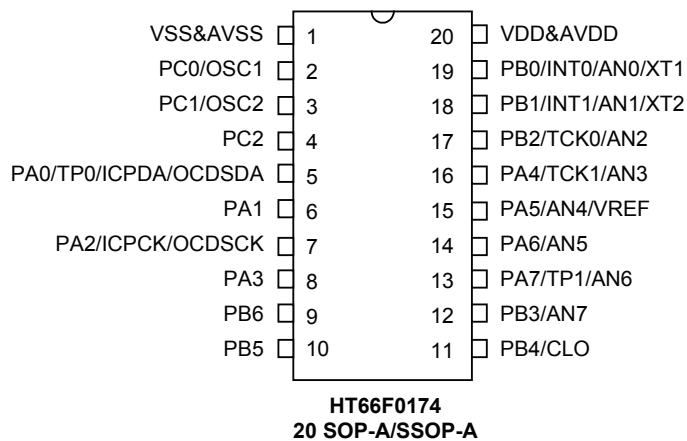 VSS&AVSS 1 20 VDD&AVDD
PC0/OSC1 2 19 PB0/INT0/AN0/XT1
PC1/OSC2 3 18 PB1/INT1/AN1/XT2
PC2 4 17 PB2/TCK0/AN2
PA0/TP0/ICPDA/OCDSDA 5 16 PA4/TCK1/AN3
PA1 6 15 PA5/AN4/VREF
PA2/ICPCK/OCDSCK 7 14 PA6/AN5
PA3 8 13 PA7/TP1/AN6
PB6 9 12 PB3/AN7
PB5 10 11 PB4/CLO
HT66F0174
20 SOP-A/SSOP-A